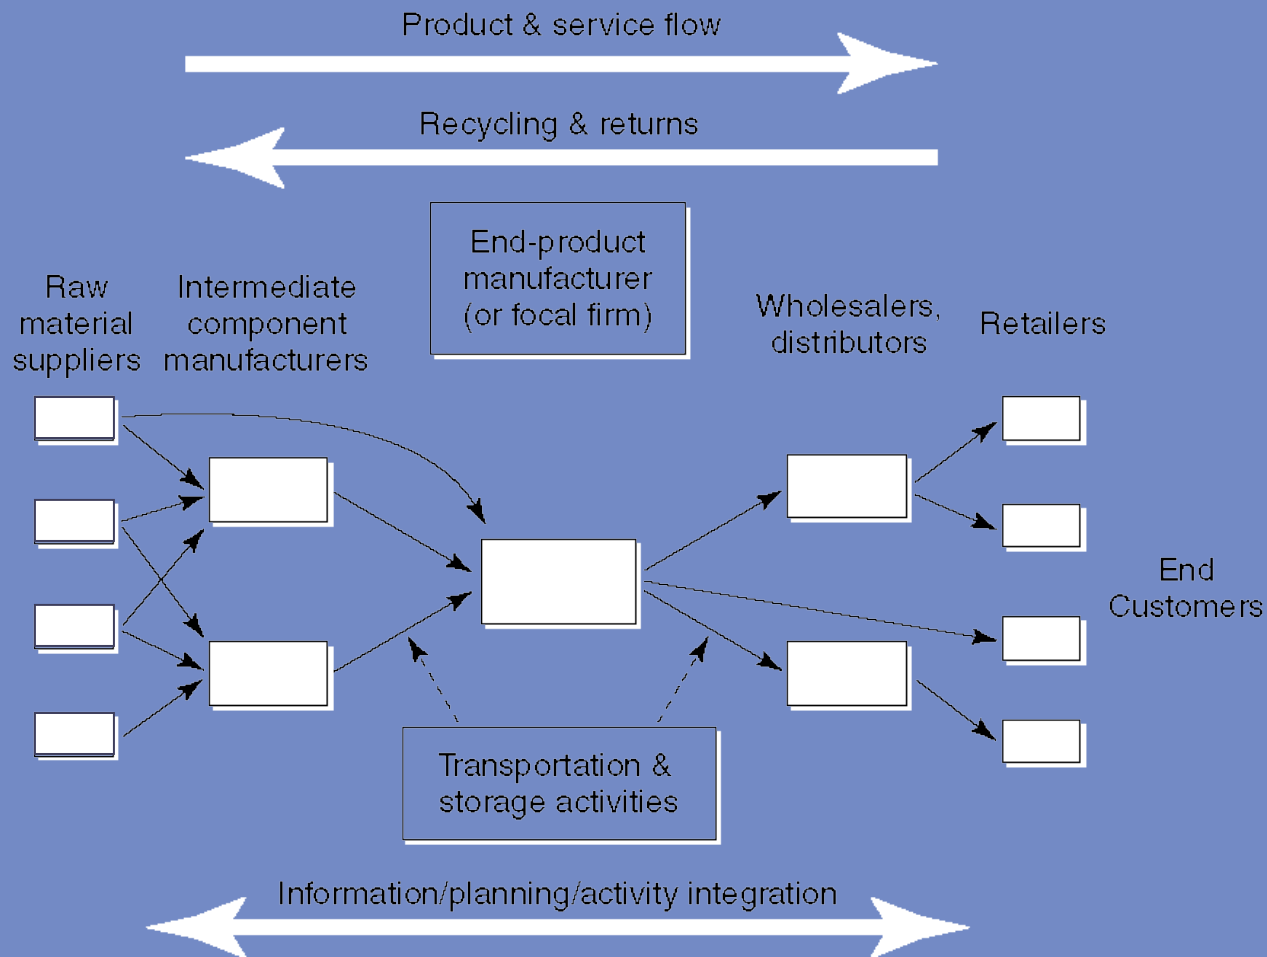 Product & service flow
Recycling & returns
End-product
manufacturer
(or focal firm)
Raw
material
suppliers
Intermediate
component
manufacturers
Wholesalers,
distributors
Retailers
End
Customers
Transportation &
storage activities
Information/planning/activity integration